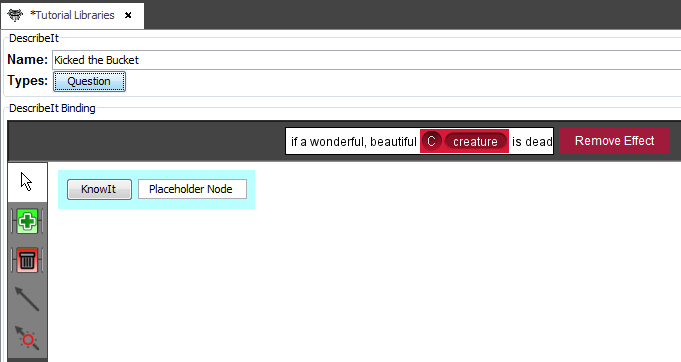 *Tutorial Libraries
DescribeIt
Name: Kicked the Bucket
Types: Question
DescribeIt Binding
if a wonderful, beautiful C creature is dead Remove Effect
KnowIt Placeholder Node